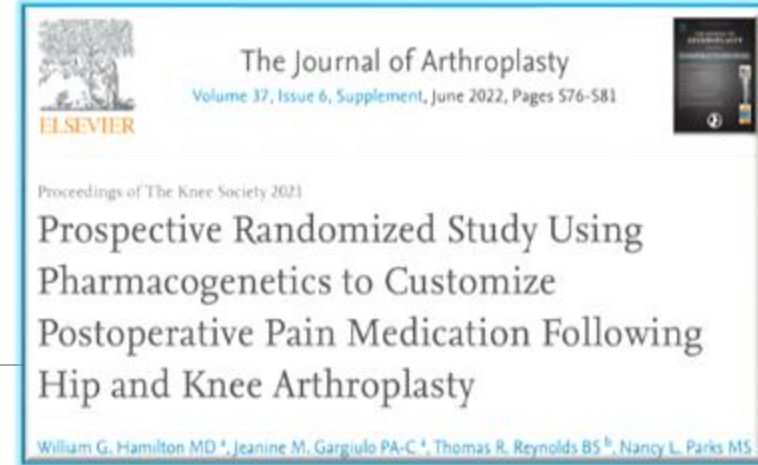 The Journal of Arthroplasty
Volume 37, Issue 6, Supplement, June 2022, Pages S76-S81
ELSEVIER
Proceedings of The Knee Society 2021
Prospective Randomized Study Using
Pharmacogenetics to Customize
Postoperative Pain Medication Following
Hip and Knee Arthroplasty
William G. Hamilton MD ᵃ, Jeanine M. Gargiulo PA-C ᵃ, Thomas R. Reynolds BS ᵇ, Nancy L. Parks MS